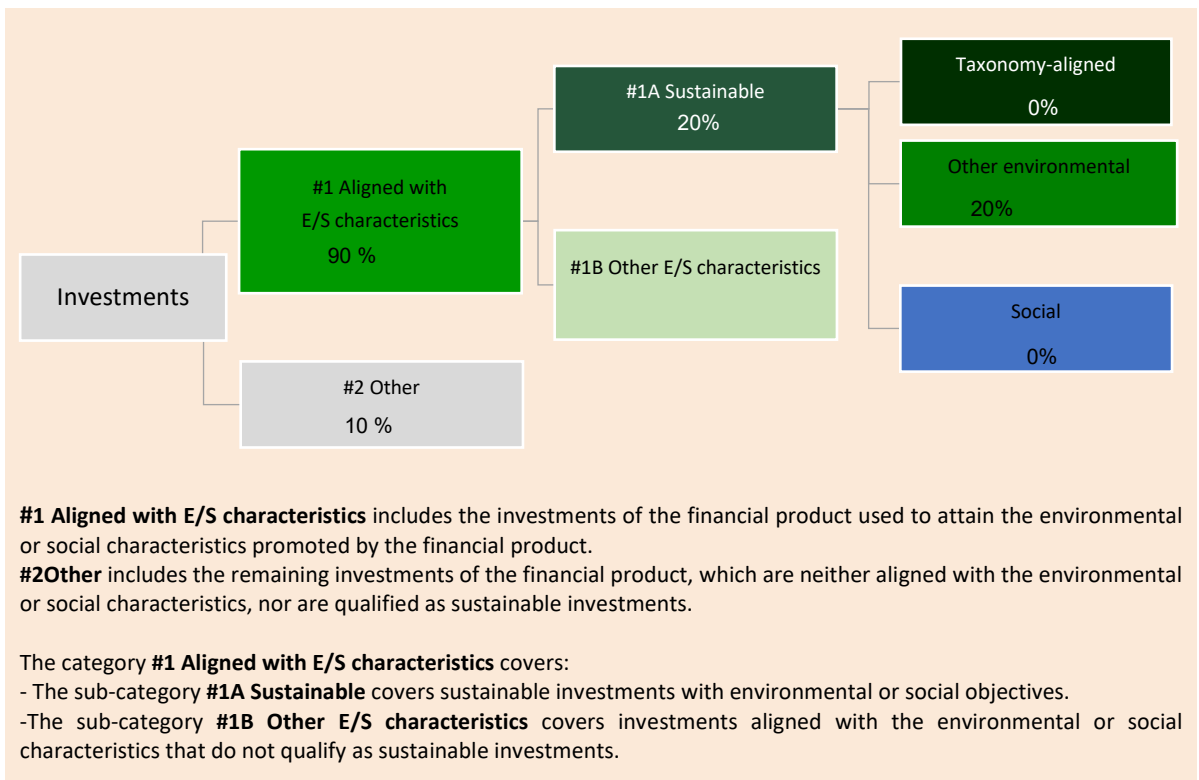 Investments
#1 Aligned with
E/S characteristics
90 %
#2 Other
10 %
#1A Sustainable
20%
#1B Other E/S characteristics
Taxonomy-aligned
0%
Other environmental
20%
Social
0%
#1 Aligned with E/S characteristics includes the investments of the financial product used to attain the environmental
or social characteristics promoted by the financial product.
#2Other includes the remaining investments of the financial product, which are neither aligned with the environmental
or social characteristics, nor are qualified as sustainable investments.
The category #1 Aligned with E/S characteristics covers:
- The sub-category #1A Sustainable covers sustainable investments with environmental or social objectives.
-The sub-category #1B Other E/S characteristics covers investments aligned with the environmental or social
characteristics that do not qualify as sustainable investments.